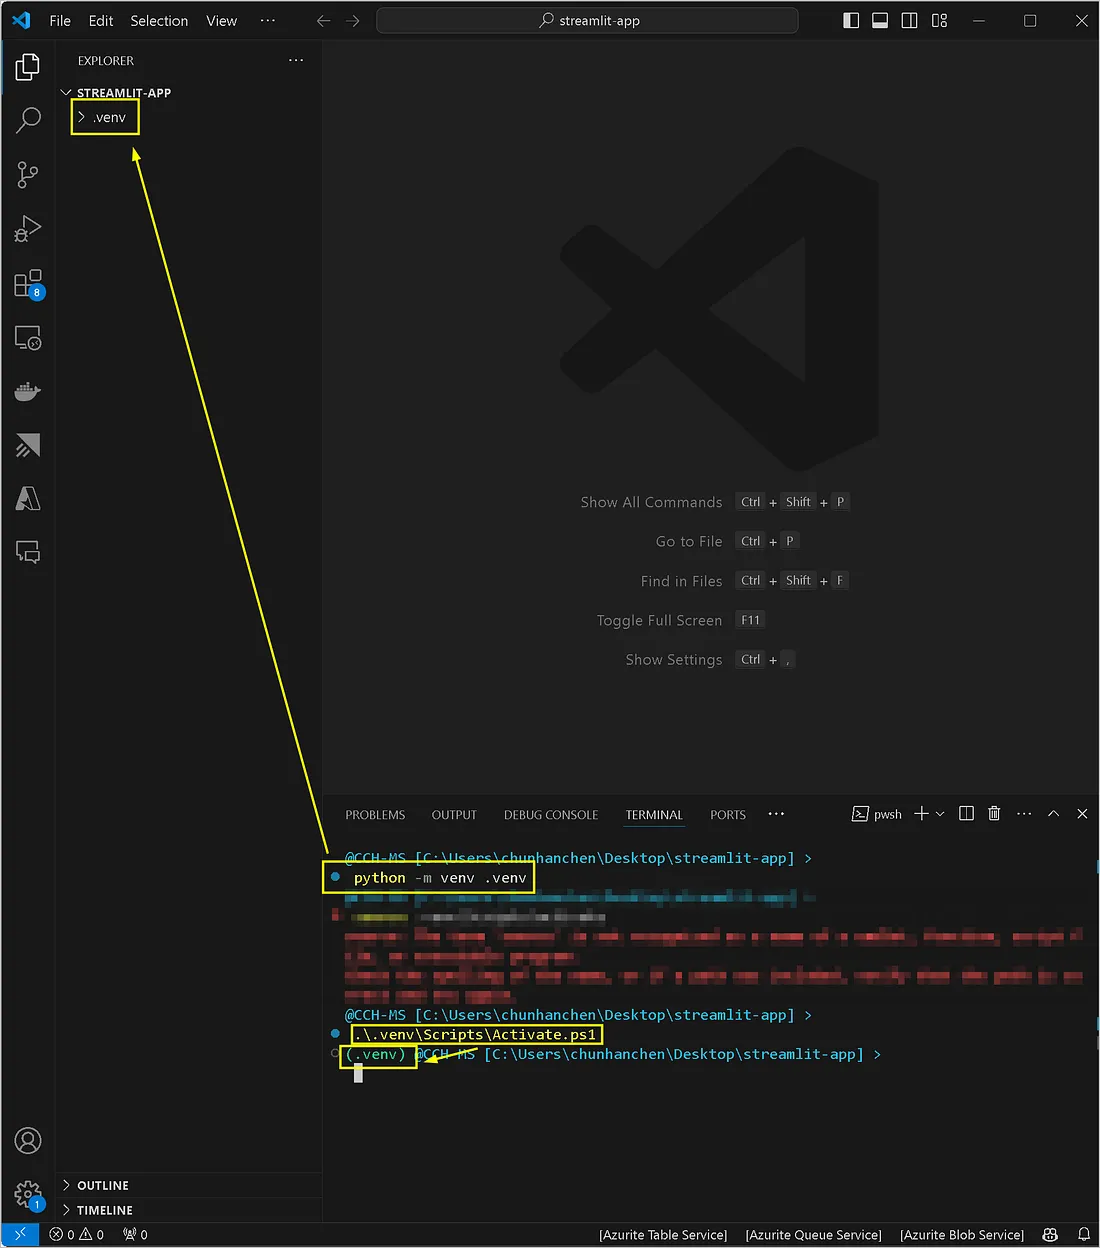 File Edit Selection View ··· streamlit-app
EXPLORER ···
STREAMLIT-APP
.venv
8
Show All Commands Ctrl + Shift + P
Go to File Ctrl + P
Find in Files Ctrl + Shift + F
Toggle Full Screen F11
Show Settings Ctrl + ,
PROBLEMS OUTPUT DEBUG CONSOLE TERMINAL PORTS ··· pwsh ···
@CCH-MS [C:\Users\chunhanchen\Desktop\streamlit-app] >
python -m venv .venv
@CCH-MS [C:\Users\chunhanchen\Desktop\streamlit-app] >
.\.venv\Scripts\Activate.ps1
(.venv) @CCH-MS [C:\Users\chunhanchen\Desktop\streamlit-app] >
OUTLINE
1
TIMELINE
0 0 0 [Azurite Table Service] [Azurite Queue Service] [Azurite Blob Service]